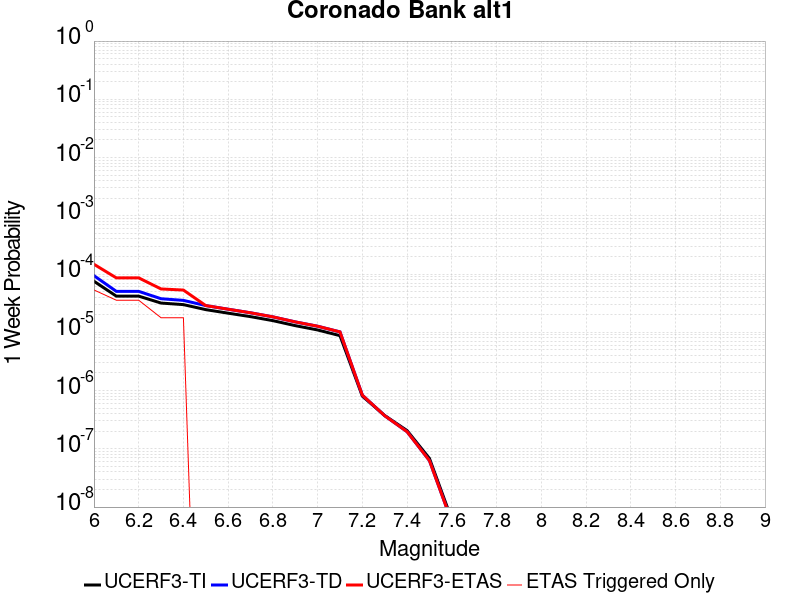 Coronado Bank alt1
10^0
10^-1
10^-2
10^-3
10^-4
10^-5
10^-6
10^-7
10^-8
1 Week Probability
6 6.2 6.4 6.6 6.8 7 7.2 7.4 7.6 7.8 8 8.2 8.4 8.6 8.8 9
Magnitude
UCERF3-TI UCERF3-TD UCERF3-ETAS ETAS Triggered Only